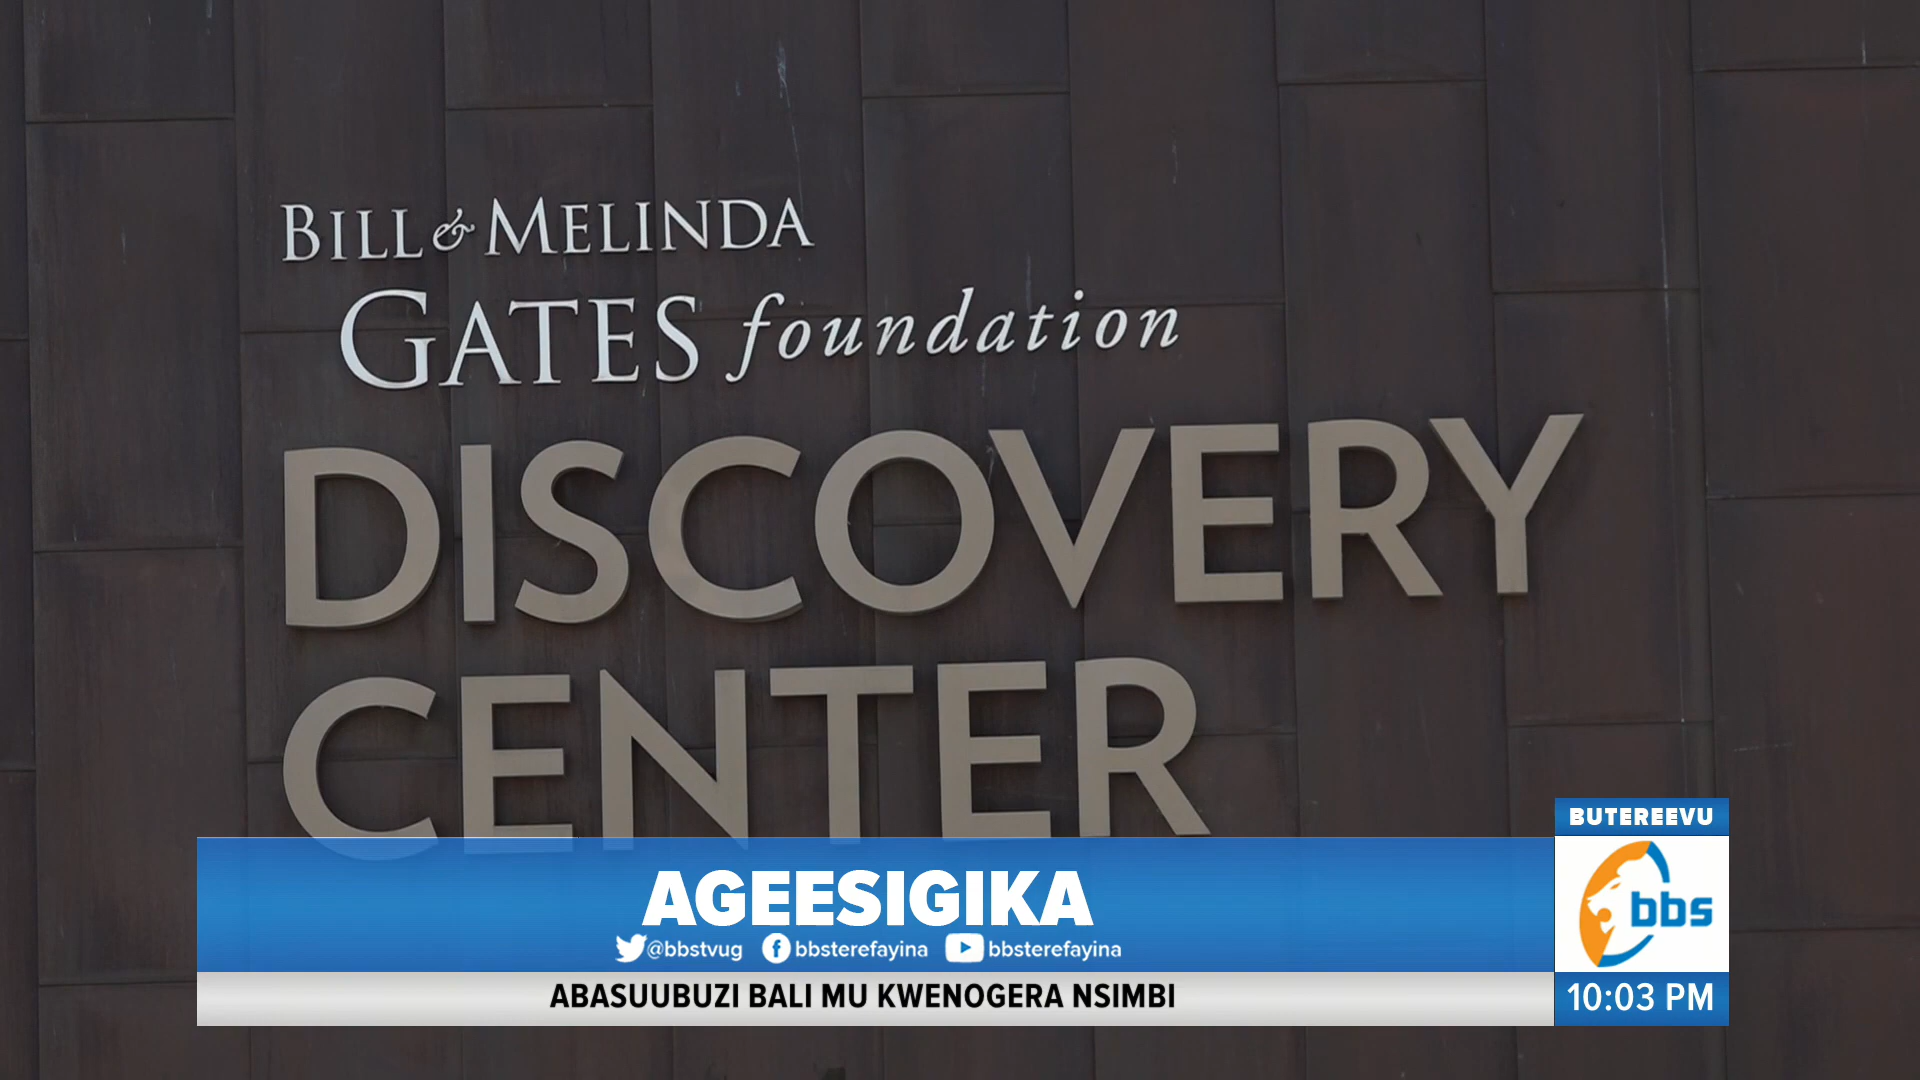 BILL & MELINDA
GATES foundation
DISCOVERY
CENTER
BUTEREEVU
AGEESIGIKA
bbs
@bbstvug bbsterefayina bbsterefayina
ABASUUBUZI BALI MU KWENOGERA NSIMBI
10:03 PM